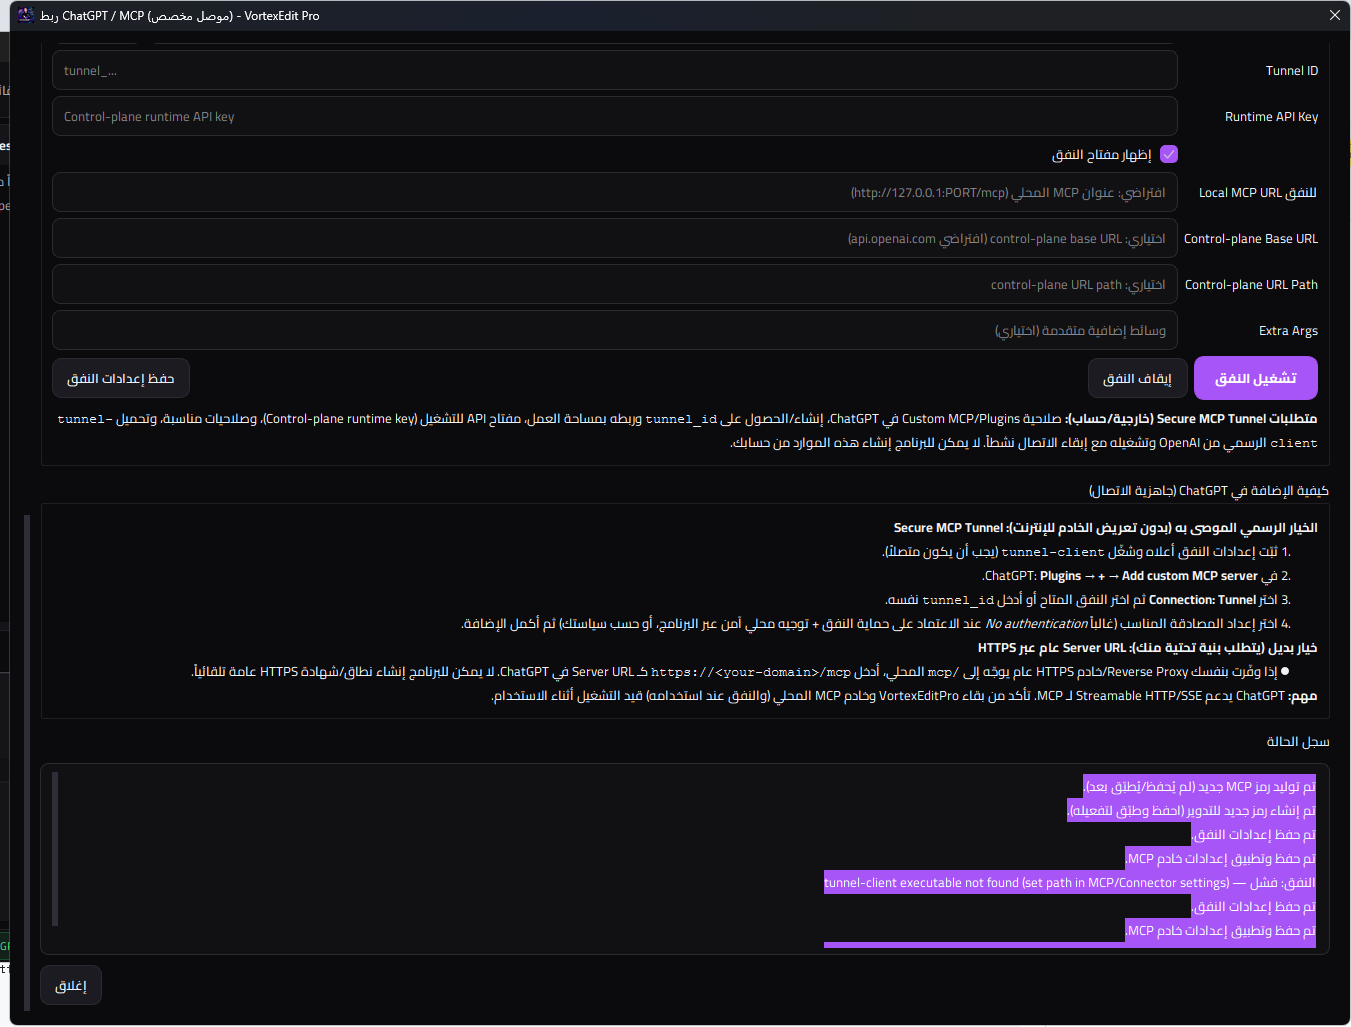 ربط ChatGPT / MCP (موصل مخصص) - VortexEdit Pro
Tunnel ID
tunnel_...
Runtime API Key
Control-plane runtime API key
إظهار مفتاح النفق
Local MCP URL للنفق
افتراضي: عنوان MCP المحلي (http://127.0.0.1:PORT/mcp)
Control-plane Base URL
اختياري: control-plane base URL (افتراضي api.openai.com)
Control-plane URL Path
اختياري: control-plane URL path
Extra Args
وسائط إضافية متقدمة (اختياري)
تشغيل النفق
إيقاف النفق
حفظ إعدادات النفق
متطلبات Secure MCP Tunnel (خارجية/حساب): صلاحية Custom MCP/Plugins في ChatGPT، إنشاء/الحصول على tunnel_id وربطه بمساحة العمل، مفتاح API للتشغيل (Control-plane runtime key)، وصلاحيات مناسبة، وتحميل tunnel-
client الرسمي من OpenAI وتشغيله مع إبقاء الاتصال نشطاً. لا يمكن للبرنامج إنشاء هذه الموارد من حسابك.
كيفية الإضافة في ChatGPT (جاهزية الاتصال)
الخيار الرسمي الموصى به (بدون تعريض الخادم للإنترنت): Secure MCP Tunnel
1. ثبّت إعدادات النفق أعلاه وشغّل tunnel-client (يجب أن يكون متصلاً).
2. في ChatGPT: Plugins → + → Add custom MCP server.
3. اختر Connection: Tunnel ثم اختر النفق المتاح أو أدخل tunnel_id نفسه.
4. اختر إعداد المصادقة المناسب (غالباً No authentication عند الاعتماد على حماية النفق + توجيه محلي آمن عبر البرنامج، أو حسب سياستك) ثم أكمل الإضافة.
خيار بديل (يتطلب بنية تحتية منك): Server URL عام عبر HTTPS
● إذا وفّرت بنفسك Reverse Proxy/خادم HTTPS عام يوجّه إلى /mcp المحلي، أدخل https://<your-domain>/mcp كـ Server URL في ChatGPT. لا يمكن للبرنامج إنشاء نطاق/شهادة HTTPS عامة تلقائياً.
مهم: ChatGPT يدعم Streamable HTTP/SSE لـ MCP. تأكد من بقاء VortexEditPro وخادم MCP المحلي (والنفق عند استخدامه) قيد التشغيل أثناء الاستخدام.
سجل الحالة
تم توليد رمز MCP جديد (لم يُحفظ/يُطبّق بعد).
تم إنشاء رمز جديد للتدوير (احفظ وطبّق لتفعيله).
تم حفظ إعدادات النفق.
تم حفظ وتطبيق إعدادات خادم MCP.
النفق: فشل — tunnel-client executable not found (set path in MCP/Connector settings)
تم حفظ إعدادات النفق.
تم حفظ وتطبيق إعدادات خادم MCP.
إغلاق